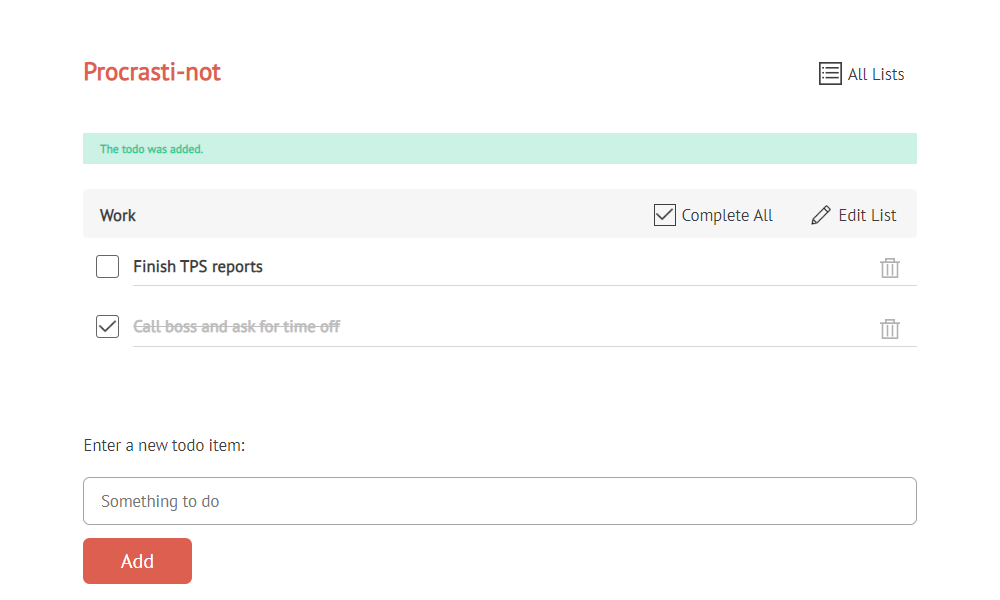 Procrasti-not
All Lists
The todo was added.
Work
Complete All
Edit List
Finish TPS reports
Call boss and ask for time off
Enter a new todo item:
Something to do
Add